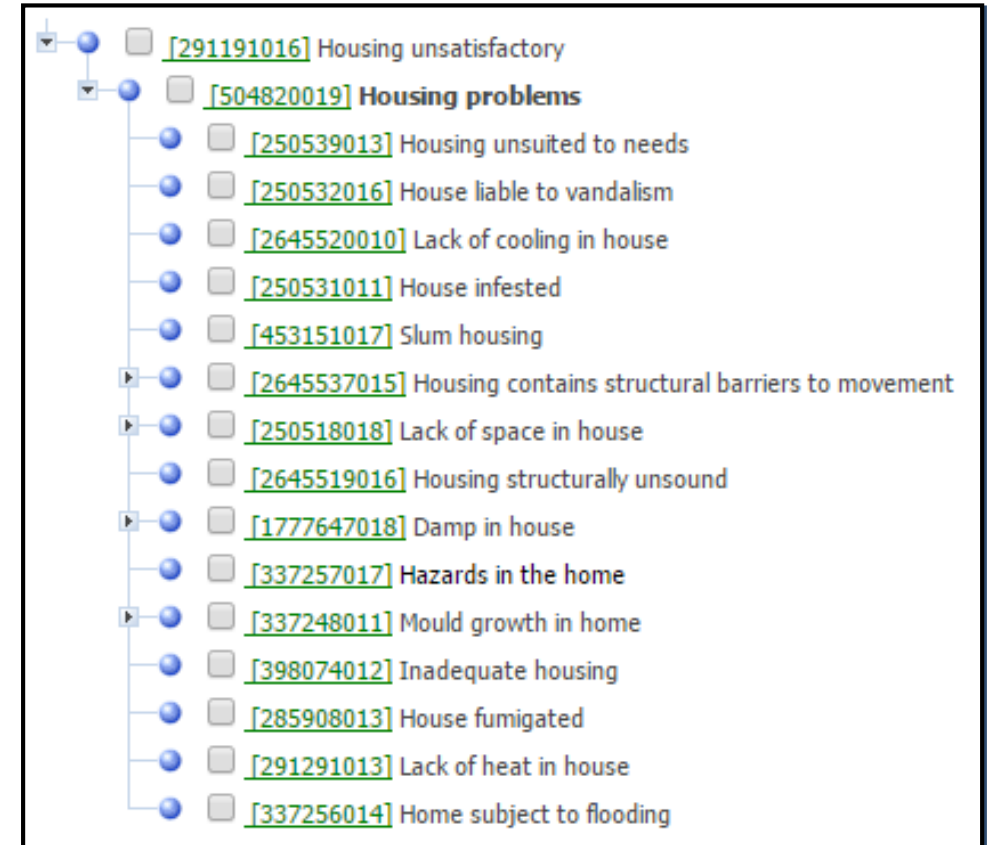 [291191016] Housing unsatisfactory
[504820019] Housing problems
[250539013] Housing unsuited to needs
[250532016] House liable to vandalism
[2645520010] Lack of cooling in house
[250531011] House infested
[453151017] Slum housing
[2645537015] Housing contains structural barriers to movement
[250518018] Lack of space in house
[2645519016] Housing structurally unsound
[1777647018] Damp in house
[337257017] Hazards in the home
[337248011] Mould growth in home
[398074012] Inadequate housing
[285908013] House fumigated
[291291013] Lack of heat in house
[337256014] Home subject to flooding